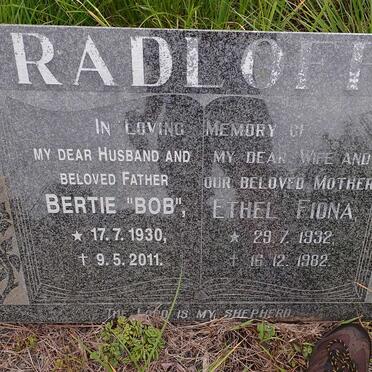 RADLOFF
IN LOVING MEMORY OF
MY DEAR HUSBAND AND
BELOVED FATHER
BERTIE "BOB",
★ 17.7.1930,
† 9.5.2011.
MY DEAR WIFE AND
OUR BELOVED MOTHER
ETHEL FIONA
★ 29.7.1932,
† 16.12.1982
THE LORD IS MY SHEPHERD